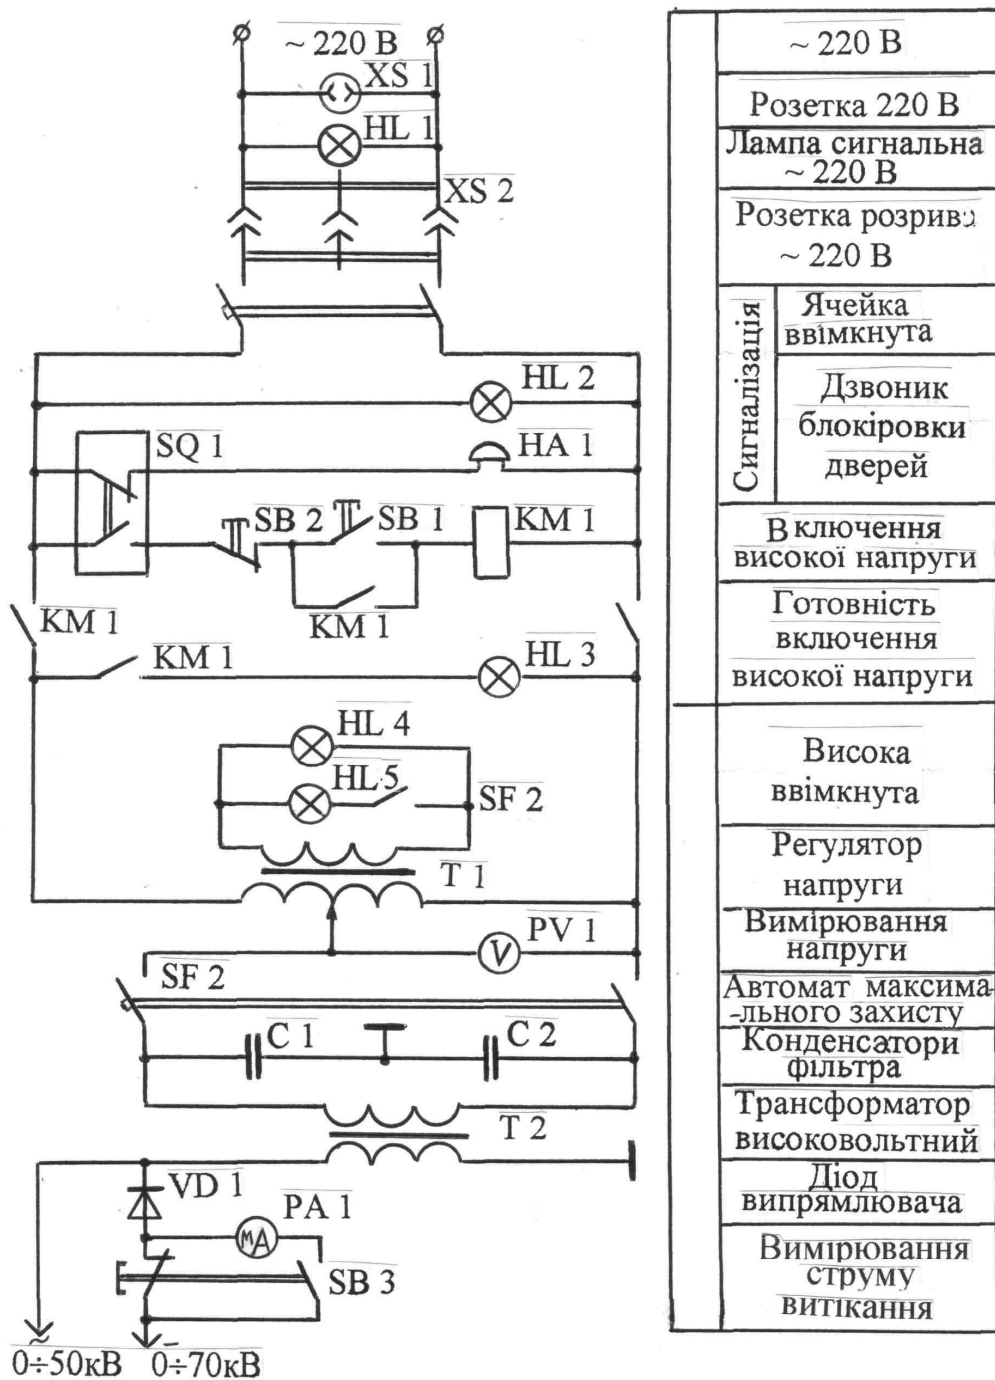 ~ 220 В
XS 1
HL 1
XS 2
HL 2
SQ 1
HA 1
SB 2
SB 1
KM 1
KM 1
KM 1
KM 1
HL 3
HL 4
HL 5
SF 2
T 1
PV 1
V
SF 2
C 1
C 2
T 2
VD 1
PA 1
мА
SB 3
~
0÷50кВ
–
0÷70кВ
~ 220 В
Розетка 220 В
Лампа сигнальна
~ 220 В
Розетка розрива
~ 220 В
Сигналізація
Ячейка
ввімкнута
Дзвоник
блокіровки
дверей
Включення
високої напруги
Готовність
включення
високої напруги
Висока
ввімкнута
Регулятор
напруги
Вимірювання
напруги
Автомат максима-
-льного захисту
Конденсатори
фільтра
Трансформатор
високовольтний
Діод
випрямлювача
Вимірювання
струму
витікання